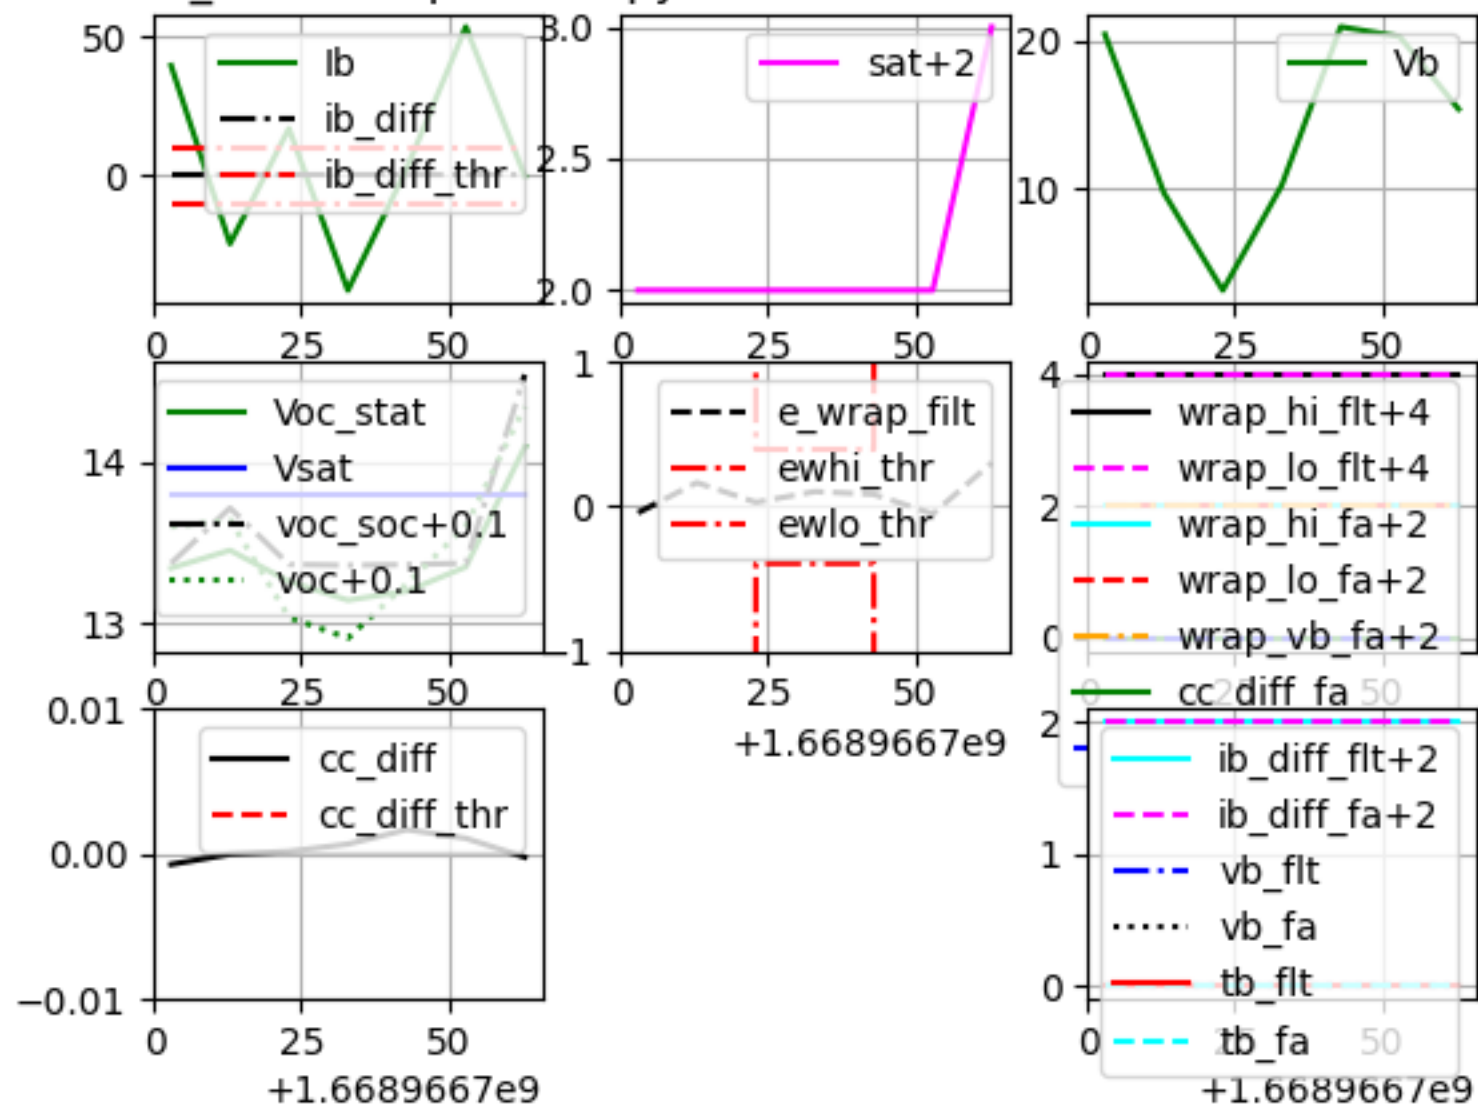 50
0
Ib
ib_diff
ib_diff_thr
0
25
50
3.0
2.5
2.0
sat+2
0
25
50
20
10
Vb
0
25
50
14
13
Voc_stat
Vsat
voc_soc+0.1
voc+0.1
0
25
50
1
0
−1
e_wrap_filt
ewhi_thr
ewlo_thr
0
25
50
+1.6689667e9
4
2
0
wrap_hi_flt+4
wrap_lo_flt+4
wrap_hi_fa+2
wrap_lo_fa+2
wrap_vb_fa+2
cc_diff_fa
0
50
0.01
0.00
−0.01
cc_diff
cc_diff_thr
0
25
50
+1.6689667e9
2
1
0
ib_diff_flt+2
ib_diff_fa+2
vb_flt
vb_fa
tb_flt
tb_fa
0
25
50
+1.6689667e9